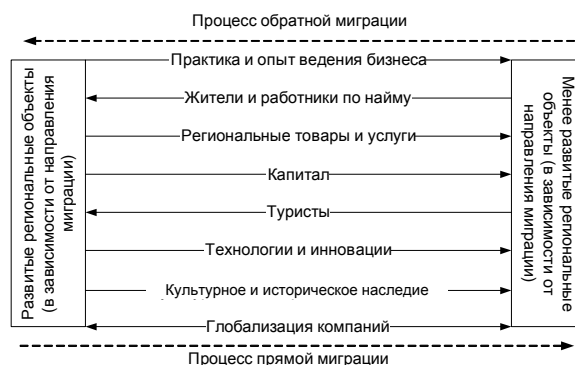 Процесс обратной миграции
Развитые региональные объекты
(в зависимости от направления
миграции)
Практика и опыт ведения бизнеса
Жители и работники по найму
Региональные товары и услуги
Капитал
Туристы
Технологии и инновации
Культурное и историческое наследие
Глобализация компаний
Менее развитые региональные
объекты (в зависимости от
направления миграции)
Процесс прямой миграции